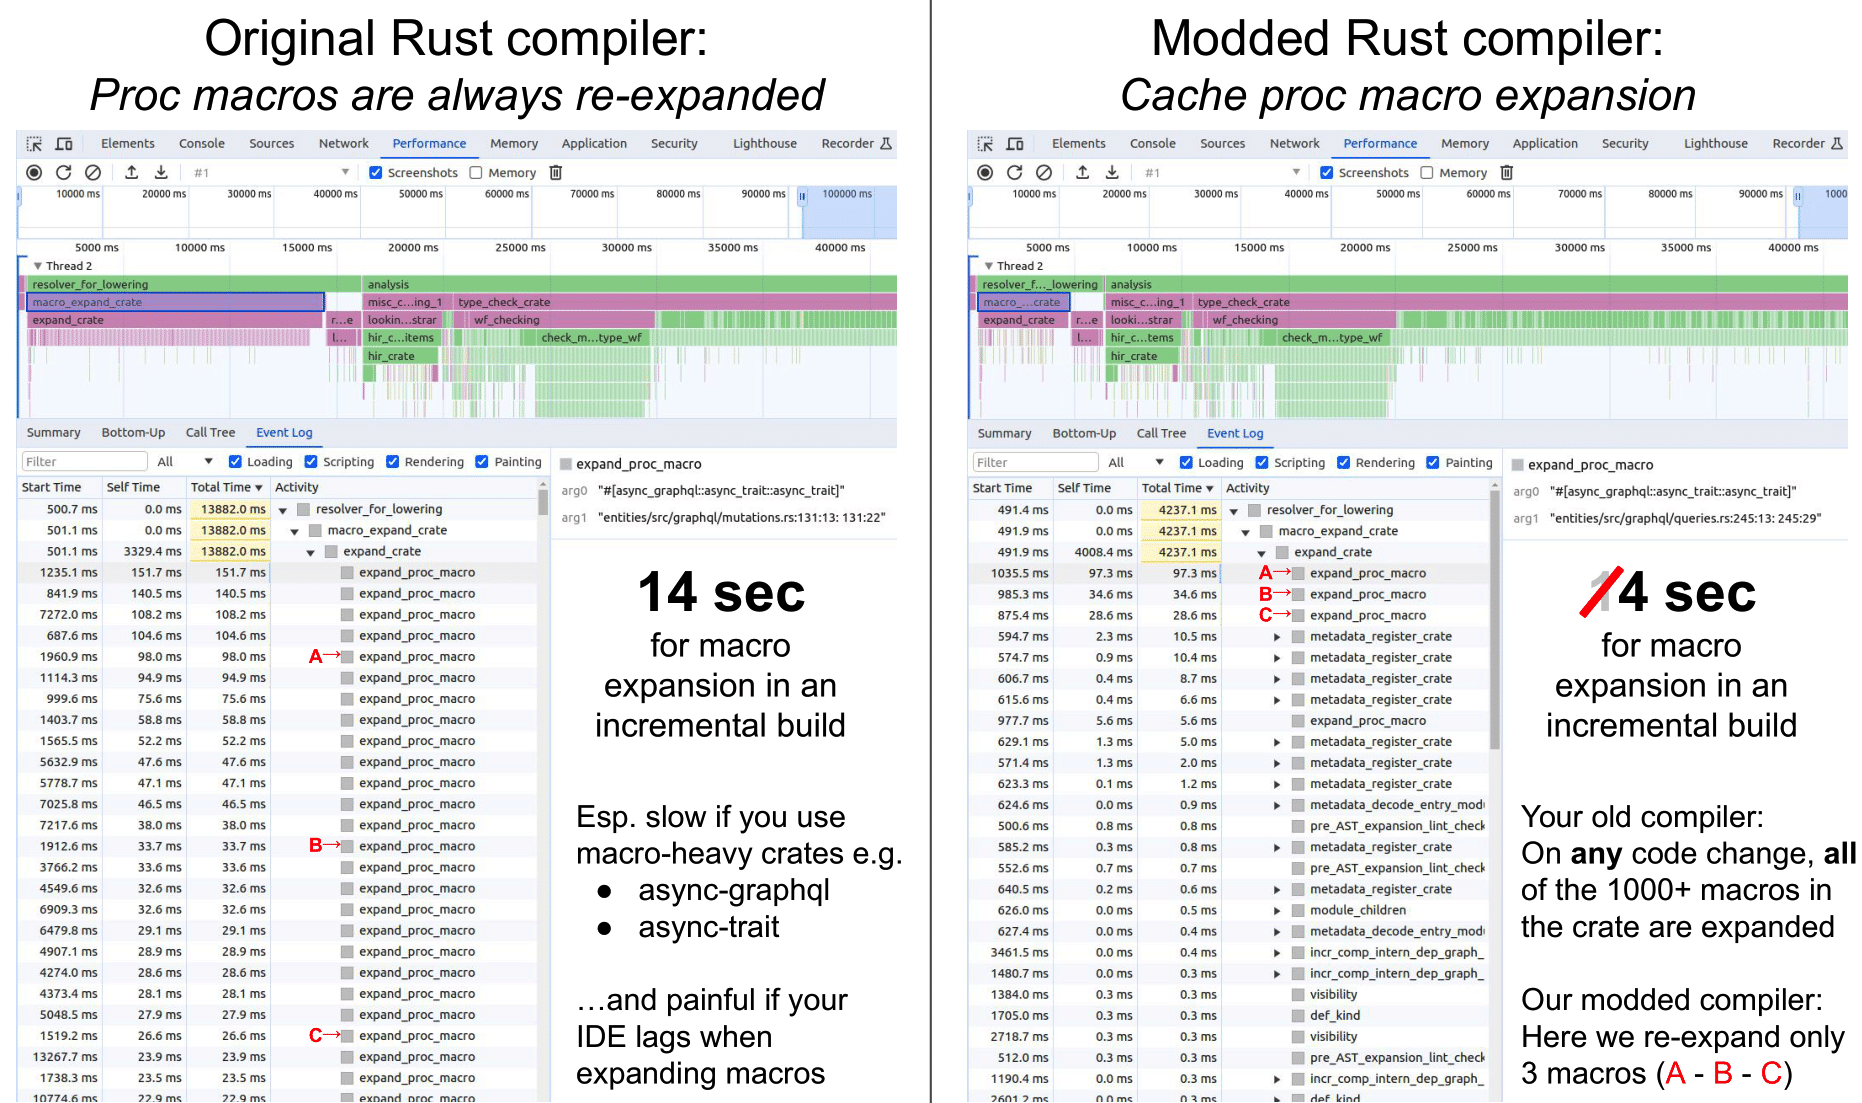 Original Rust compiler:
Proc macros are always re-expanded
Elements Console Sources Network Performance Memory Application Security Lighthouse Recorder
#1 Screenshots Memory
10000 ms 20000 ms 30000 ms 40000 ms 50000 ms 60000 ms 70000 ms 80000 ms 90000 ms 100000 ms
5000 ms 10000 ms 15000 ms 20000 ms 25000 ms 30000 ms 35000 ms 40000 ms
Thread 2
resolver_for_lowering analysis
macro_expand_crate misc_c...ing_1 type_check_crate
expand_crate r...e lookin...strar wf_checking
l... hir_c...items check_m...type_wf
hir_crate
Summary Bottom-Up Call Tree Event Log
Filter All Loading Scripting Rendering Painting
Start Time Self Time Total Time Activity
500.7 ms 0.0 ms 13882.0 ms resolver_for_lowering
501.1 ms 0.0 ms 13882.0 ms macro_expand_crate
501.1 ms 3329.4 ms 13882.0 ms expand_crate
1235.1 ms 151.7 ms 151.7 ms expand_proc_macro
841.9 ms 140.5 ms 140.5 ms expand_proc_macro
7272.0 ms 108.2 ms 108.2 ms expand_proc_macro
687.6 ms 104.6 ms 104.6 ms expand_proc_macro
1960.9 ms 98.0 ms 98.0 ms A→ expand_proc_macro
1114.3 ms 94.9 ms 94.9 ms expand_proc_macro
999.6 ms 75.6 ms 75.6 ms expand_proc_macro
1403.7 ms 58.8 ms 58.8 ms expand_proc_macro
1565.5 ms 52.2 ms 52.2 ms expand_proc_macro
5632.9 ms 47.6 ms 47.6 ms expand_proc_macro
5778.7 ms 47.1 ms 47.1 ms expand_proc_macro
7025.8 ms 46.5 ms 46.5 ms expand_proc_macro
7217.6 ms 38.0 ms 38.0 ms expand_proc_macro
1912.6 ms 33.7 ms 33.7 ms B→ expand_proc_macro
3766.2 ms 33.6 ms 33.6 ms expand_proc_macro
4549.6 ms 32.6 ms 32.6 ms expand_proc_macro
6909.3 ms 32.6 ms 32.6 ms expand_proc_macro
6479.8 ms 29.1 ms 29.1 ms expand_proc_macro
4907.1 ms 28.9 ms 28.9 ms expand_proc_macro
4274.0 ms 28.6 ms 28.6 ms expand_proc_macro
4373.4 ms 28.1 ms 28.1 ms expand_proc_macro
5048.5 ms 27.9 ms 27.9 ms expand_proc_macro
1519.2 ms 26.6 ms 26.6 ms C→ expand_proc_macro
13267.7 ms 23.9 ms 23.9 ms expand_proc_macro
1738.3 ms 23.5 ms 23.5 ms expand_proc_macro
10774.6 ms 22.9 ms 22.9 ms expand_proc_macro
expand_proc_macro
arg0 "#[async_graphql::async_trait::async_trait]"
arg1 "entities/src/graphql/mutations.rs:131:13: 131:22"
14 sec
for macro
expansion in an
incremental build
Esp. slow if you use
macro-heavy crates e.g.
● async-graphql
● async-trait
…and painful if your
IDE lags when
expanding macros
Modded Rust compiler:
Cache proc macro expansion
Elements Console Sources Network Performance Memory Application Security Lighthouse Recorder
#1 Screenshots Memory
10000 ms 20000 ms 30000 ms 40000 ms 50000 ms 60000 ms 70000 ms 80000 ms 90000 ms 1000
5000 ms 10000 ms 15000 ms 20000 ms 25000 ms 30000 ms 35000 ms 40000 ms
Thread 2
resolver_f..._lowering analysis
macro_...crate misc_c...ing_1 type_check_crate
expand_crate r...e looki...strar wf_checking
l... hir_c...tems check_m...type_wf
hir_crate
Summary Bottom-Up Call Tree Event Log
Filter All Loading Scripting Rendering Painting
Start Time Self Time Total Time Activity
491.4 ms 0.0 ms 4237.1 ms resolver_for_lowering
491.9 ms 0.0 ms 4237.1 ms macro_expand_crate
491.9 ms 4008.4 ms 4237.1 ms expand_crate
1035.5 ms 97.3 ms 97.3 ms A→ expand_proc_macro
985.3 ms 34.6 ms 34.6 ms B→ expand_proc_macro
875.4 ms 28.6 ms 28.6 ms C→ expand_proc_macro
594.7 ms 2.3 ms 10.5 ms metadata_register_crate
574.7 ms 0.9 ms 10.4 ms metadata_register_crate
606.7 ms 0.4 ms 8.7 ms metadata_register_crate
615.6 ms 0.4 ms 6.6 ms metadata_register_crate
977.7 ms 5.6 ms 5.6 ms expand_proc_macro
629.1 ms 1.3 ms 5.0 ms metadata_register_crate
571.4 ms 1.3 ms 2.0 ms metadata_register_crate
623.3 ms 0.1 ms 1.2 ms metadata_register_crate
624.6 ms 0.0 ms 0.9 ms metadata_decode_entry_modu
500.6 ms 0.8 ms 0.8 ms pre_AST_expansion_lint_check
585.2 ms 0.3 ms 0.8 ms metadata_register_crate
552.6 ms 0.7 ms 0.7 ms pre_AST_expansion_lint_check
640.5 ms 0.2 ms 0.6 ms metadata_register_crate
626.0 ms 0.0 ms 0.5 ms module_children
627.4 ms 0.0 ms 0.4 ms metadata_decode_entry_modu
3461.5 ms 0.0 ms 0.4 ms incr_comp_intern_dep_graph_
1480.7 ms 0.0 ms 0.3 ms incr_comp_intern_dep_graph_
1384.0 ms 0.3 ms 0.3 ms visibility
1705.0 ms 0.3 ms 0.3 ms def_kind
2718.7 ms 0.3 ms 0.3 ms visibility
512.0 ms 0.3 ms 0.3 ms pre_AST_expansion_lint_check
1190.4 ms 0.0 ms 0.3 ms incr_comp_intern_dep_graph_
2601.2 ms 0.0 ms 0.3 ms def_kind
expand_proc_macro
arg0 "#[async_graphql::async_trait::async_trait]"
arg1 "entities/src/graphql/queries.rs:245:13: 245:29"
14 sec
for macro
expansion in an
incremental build
Your old compiler:
On any code change, all
of the 1000+ macros in
the crate are expanded
Our modded compiler:
Here we re-expand only
3 macros (A - B - C)